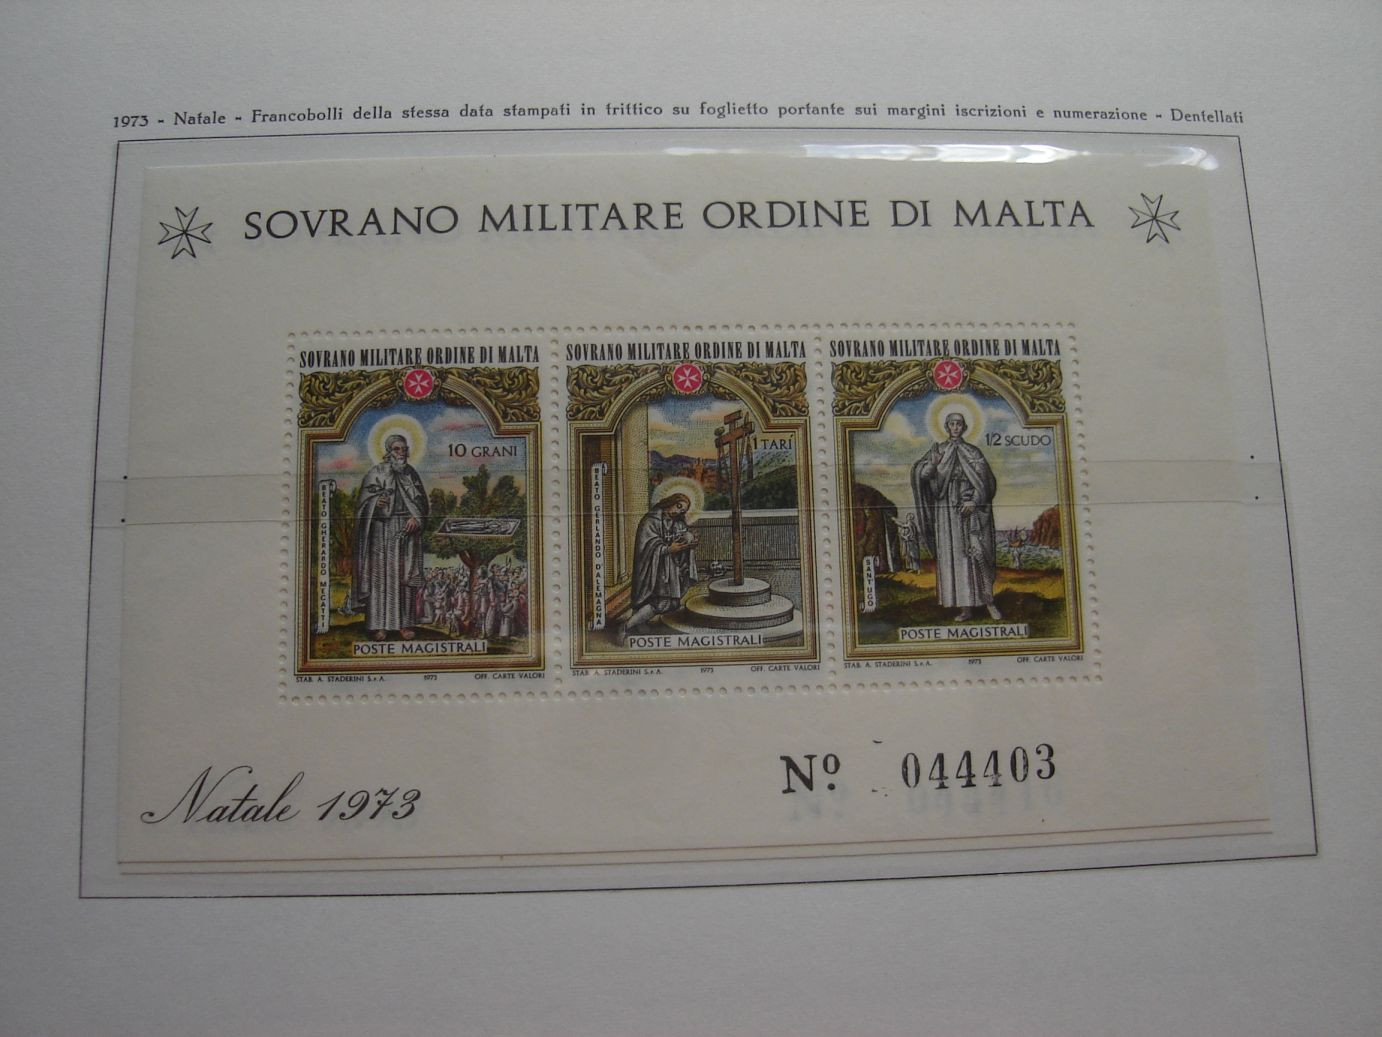 1973 - Natale - Francobolli della stessa data stampati in trittico su foglietto portante sui margini iscrizioni e numerazione - Dentellati
SOVRANO MILITARE ORDINE DI MALTA
SOVRANO MILITARE ORDINE DI MALTA
10 GRANI
BEATO GHERARDO MECATTI
POSTE MAGISTRALI
STAB. A. STADERINI S.P.A. 1973 OFF. CARTE VALORI
SOVRANO MILITARE ORDINE DI MALTA
1 TARÍ
BEATO GERLANDO D'ALEMAGNA
POSTE MAGISTRALI
STAB. A. STADERINI S.P.A. 1973 OFF. CARTE VALORI
SOVRANO MILITARE ORDINE DI MALTA
1/2 SCUDO
SANT'UGO
POSTE MAGISTRALI
STAB. A. STADERINI S.P.A. 1973 OFF. CARTE VALORI
Natale 1973
Nº 044403